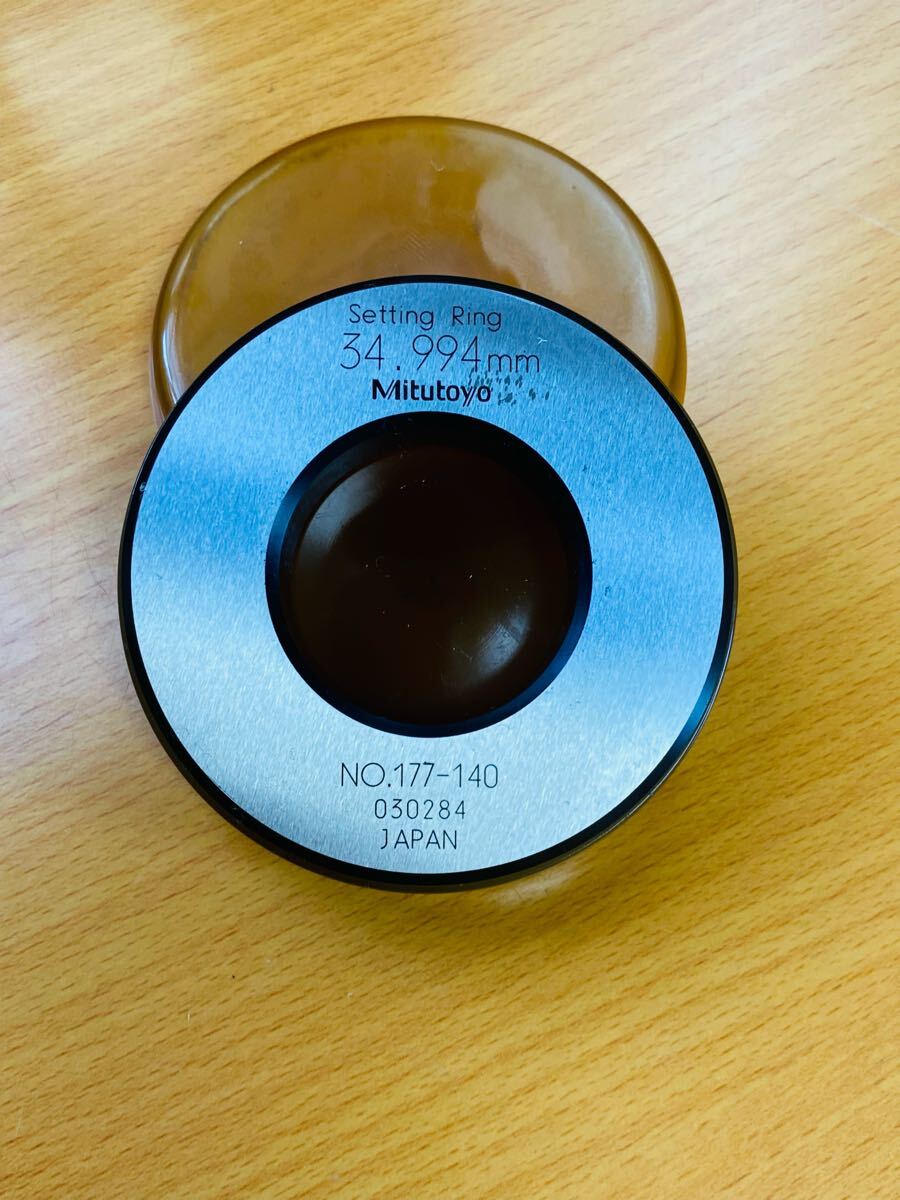 Setting Ring
34.994mm
Mitutoyo
NO.177-140
030284
JAPAN